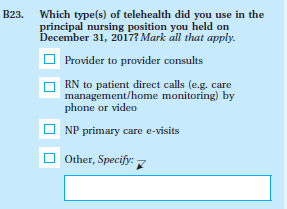 B23. Which type(s) of telehealth did you use in the
principal nursing position you held on
December 31, 2017? Mark all that apply.
Provider to provider consults
RN to patient direct calls (e.g. care
management/home monitoring) by
phone or video
NP primary care e-visits
Other, Specify: